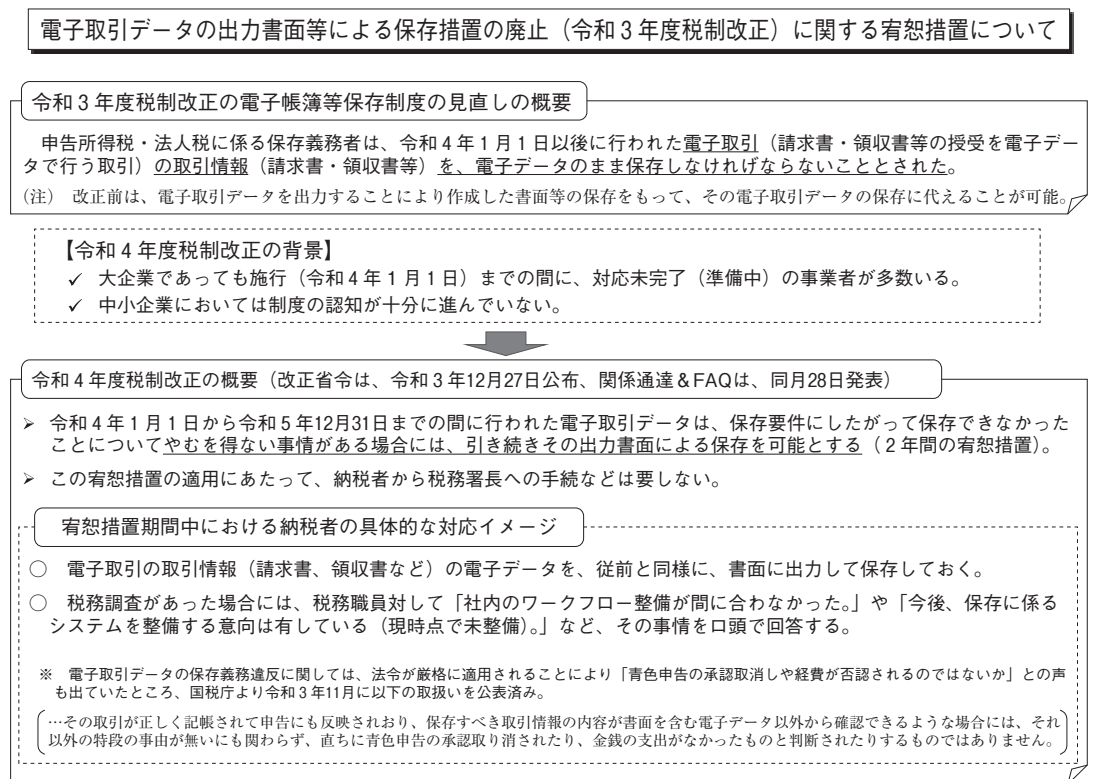 電子取引データの出力書面等による保存措置の廃止(令和3年度税制改正)に関する宥恕措置について
令和3年度税制改正の電子帳簿等保存制度の見直しの概要
申告所得税・法人税に係る保存義務者は、令和4年1月1日以後に行われた電子取引(請求書・領収書等の授受を電子デー
タで行う取引)の取引情報(請求書・領収書等)を、電子データのまま保存しなければならないこととされた。
(注) 改正前は、電子取引データを出力することにより作成した書面等の保存をもって、その電子取引データの保存に代えることが可能。
【令和4年度税制改正の背景】
✓ 大企業であっても施行(令和4年1月1日)までの間に、対応未完了(準備中)の事業者が多数いる。
✓ 中小企業においては制度の認知が十分に進んでいない。
令和4年度税制改正の概要(改正省令は、令和3年12月27日公布、関係通達&FAQは、同月28日発表)
➢ 令和4年1月1日から令和5年12月31日までの間に行われた電子取引データは、保存要件にしたがって保存できなかった
ことについてやむを得ない事情がある場合には、引き続きその出力書面による保存を可能とする(2年間の宥恕措置)。
➢ この宥恕措置の適用にあたって、納税者から税務署長への手続などは要しない。
宥恕措置期間中における納税者の具体的な対応イメージ
○ 電子取引の取引情報(請求書、領収書など)の電子データを、従前と同様に、書面に出力して保存しておく。
○ 税務調査があった場合には、税務職員対して「社内のワークフロー整備が間に合わなかった。」や「今後、保存に係る
システムを整備する意向は有している(現時点で未整備)。」など、その事情を口頭で回答する。
※ 電子取引データの保存義務違反に関しては、法令が厳格に適用されることにより「青色申告の承認取消しや経費が否認されるのではないか」との声
も出ていたところ、国税庁より令和3年11月に以下の取扱いを公表済み。
…その取引が正しく記帳されて申告にも反映されおり、保存すべき取引情報の内容が書面を含む電子データ以外から確認できるような場合には、それ
以外の特段の事由が無いにも関わらず、直ちに青色申告の承認取り消されたり、金銭の支出がなかったものと判断されたりするものではありません。